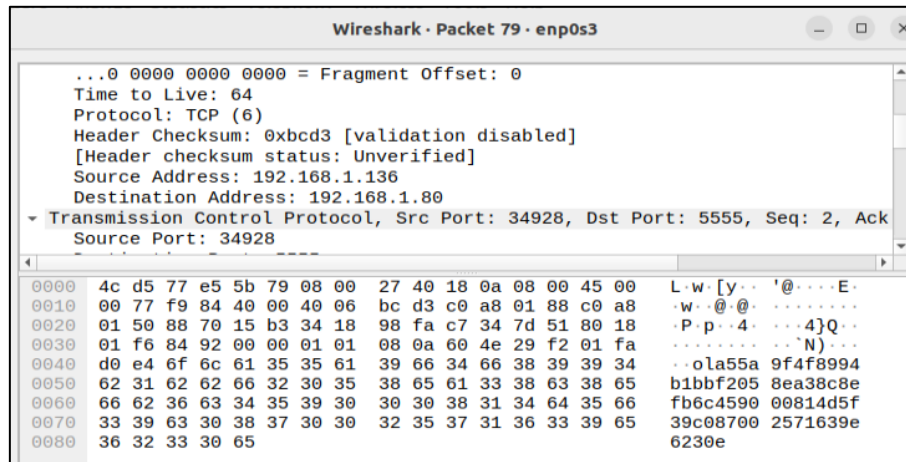 Wireshark · Packet 79 · enp0s3
...0 0000 0000 0000 = Fragment Offset: 0
Time to Live: 64
Protocol: TCP (6)
Header Checksum: 0xbcd3 [validation disabled]
[Header checksum status: Unverified]
Source Address: 192.168.1.136
Destination Address: 192.168.1.80
Transmission Control Protocol, Src Port: 34928, Dst Port: 5555, Seq: 2, Ack
Source Port: 34928
0000 4c d5 77 e5 5b 79 08 00 27 40 18 0a 08 00 45 00 L·w·[y·· '@····E·
0010 00 77 f9 84 40 00 40 06 bc d3 c0 a8 01 88 c0 a8 ·w··@·@· ········
0020 01 50 88 70 15 b3 34 18 98 fa c7 34 7d 51 80 18 ·P·p··4· ···4}Q··
0030 01 f6 84 92 00 00 01 01 08 0a 60 4e 29 f2 01 fa ········ ··`N)···
0040 d0 e4 6f 6c 61 35 35 61 39 66 34 66 38 39 39 34 ··ola55a 9f4f8994
0050 62 31 62 62 66 32 30 35 38 65 61 33 38 63 38 65 b1bbf205 8ea38c8e
0060 66 62 36 63 34 35 39 30 30 30 38 31 34 64 35 66 fb6c4590 00814d5f
0070 33 39 63 30 38 37 30 30 32 35 37 31 36 33 39 65 39c08700 2571639e
0080 36 32 33 30 65 6230e